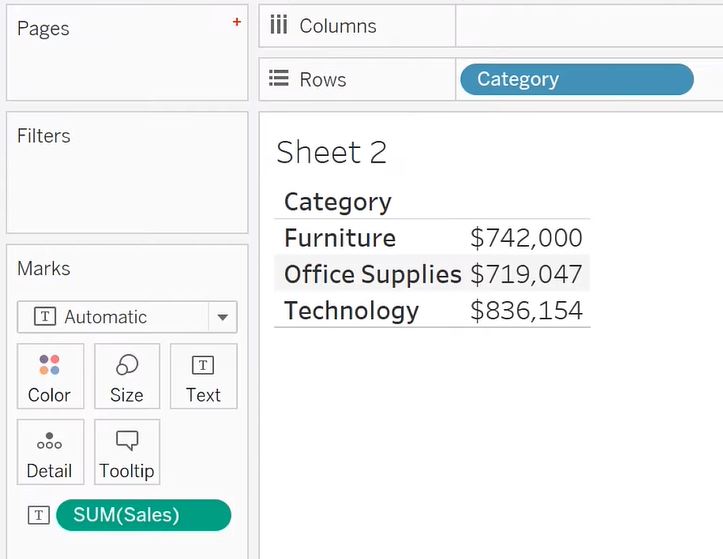 Pages
Columns
Rows
Category
Filters
Sheet 2
Category
Furniture $742,000
Office Supplies $719,047
Technology $836,154
Marks
T Automatic
Color Size T Text
Detail Tooltip
T SUM(Sales)